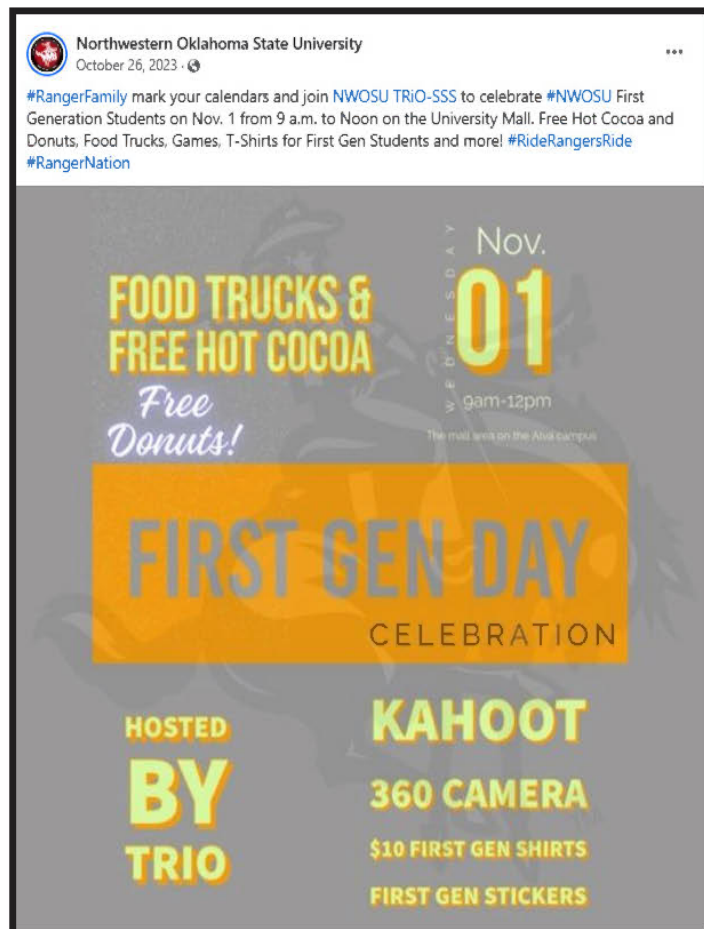 Northwestern Oklahoma State University
October 26, 2023 ·
#RangerFamily mark your calendars and join NWOSU TRiO-SSS to celebrate #NWOSU First
Generation Students on Nov. 1 from 9 a.m. to Noon on the University Mall. Free Hot Cocoa and
Donuts, Food Trucks, Games, T-Shirts for First Gen Students and more! #RideRangersRide
#RangerNation
FOOD TRUCKS &
FREE HOT COCOA
Free
Donuts!
WEDNESDAY
Nov.
01
9am-12pm
The mall area on the Alva campus
FIRST GEN DAY
CELEBRATION
HOSTED
BY
TRIO
KAHOOT
360 CAMERA
$10 FIRST GEN SHIRTS
FIRST GEN STICKERS